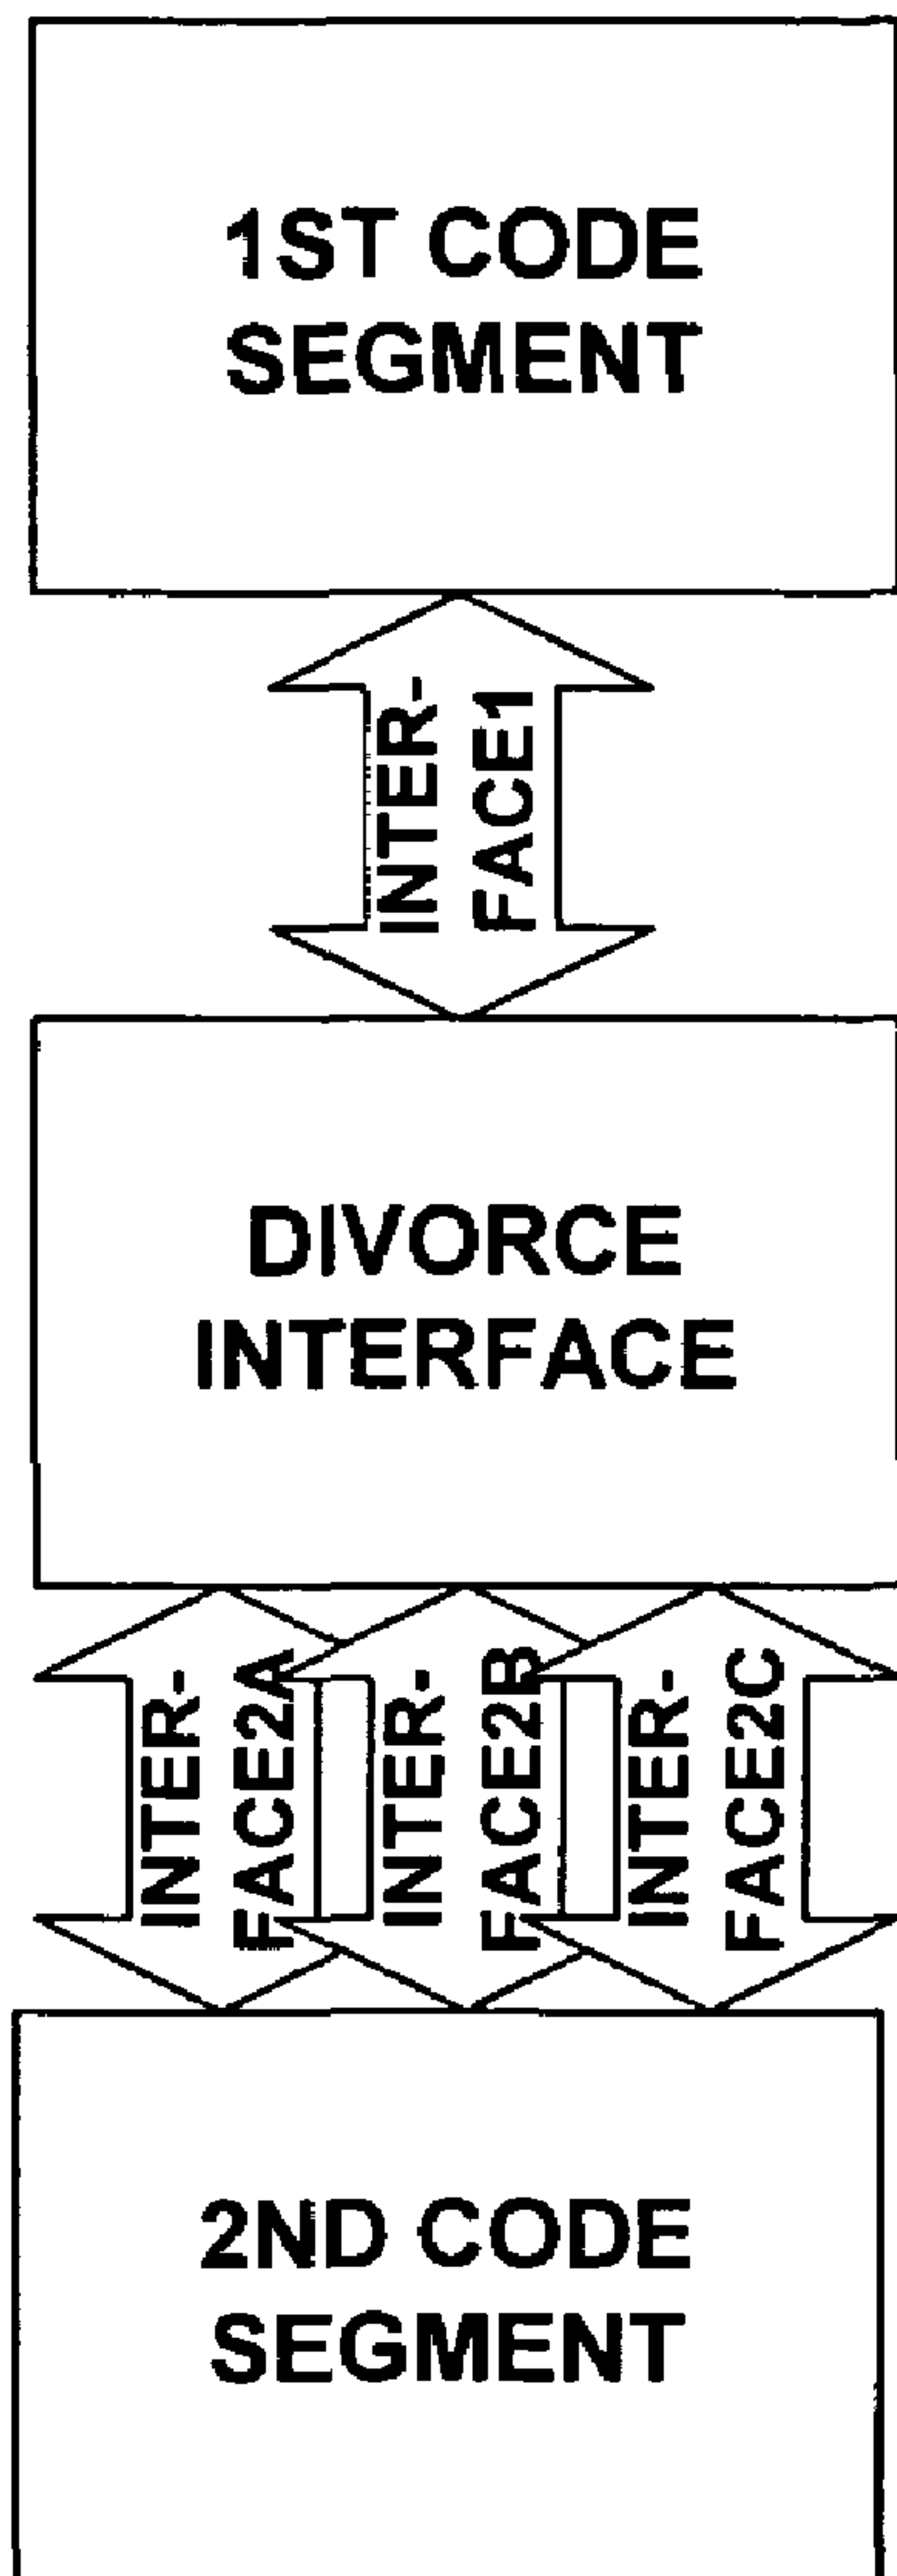 1ST CODE
SEGMENT
INTER-
FACE1
DIVORCE
INTERFACE
INTER-
FACE2A
INTER-
FACE2B
INTER-
FACE2C
2ND CODE
SEGMENT